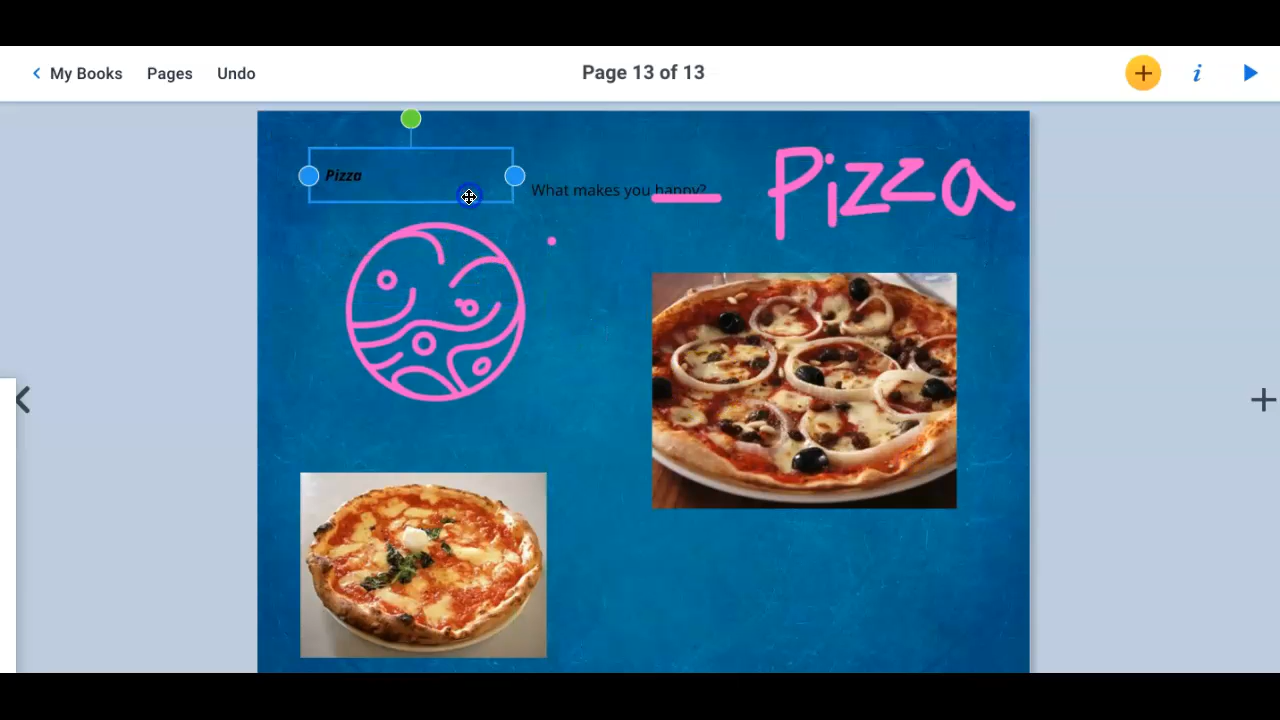 My Books Pages Undo
Page 13 of 13
i
Pizza
What makes you happy?
Pizza